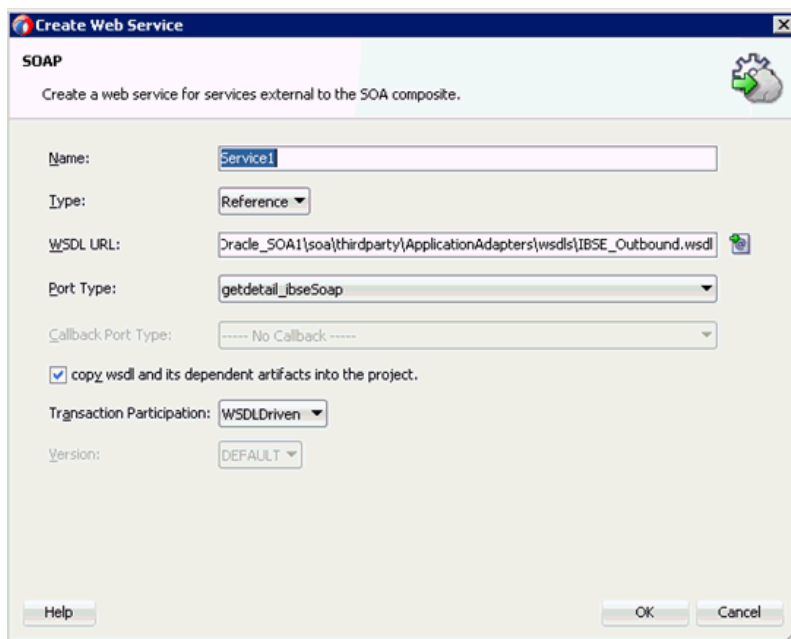 Create Web Service
SOAP
Create a web service for services external to the SOA composite.
Name: Service1
Type: Reference
WSDL URL: Oracle_SOA1\soa\thirdparty\ApplicationAdapters\wsdls\IBSE_Outbound.wsdl
Port Type: getdetail_ibseSoap
Callback Port Type: ----- No Callback -----
copy wsdl and its dependent artifacts into the project.
Transaction Participation: WSDLDriven
Version: DEFAULT
Help OK Cancel